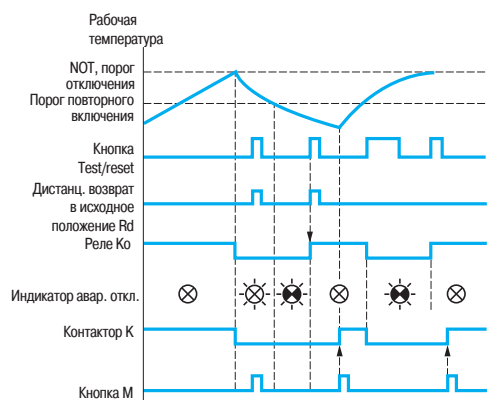 Рабочая
температура
NOT, порог
отключения
Порог повторного
включения
Кнопка
Test/reset
Дистанц. возврат
в исходное
положение Rd
Реле Ko
Индикатор авар. откл.
Контактор K
Кнопка M